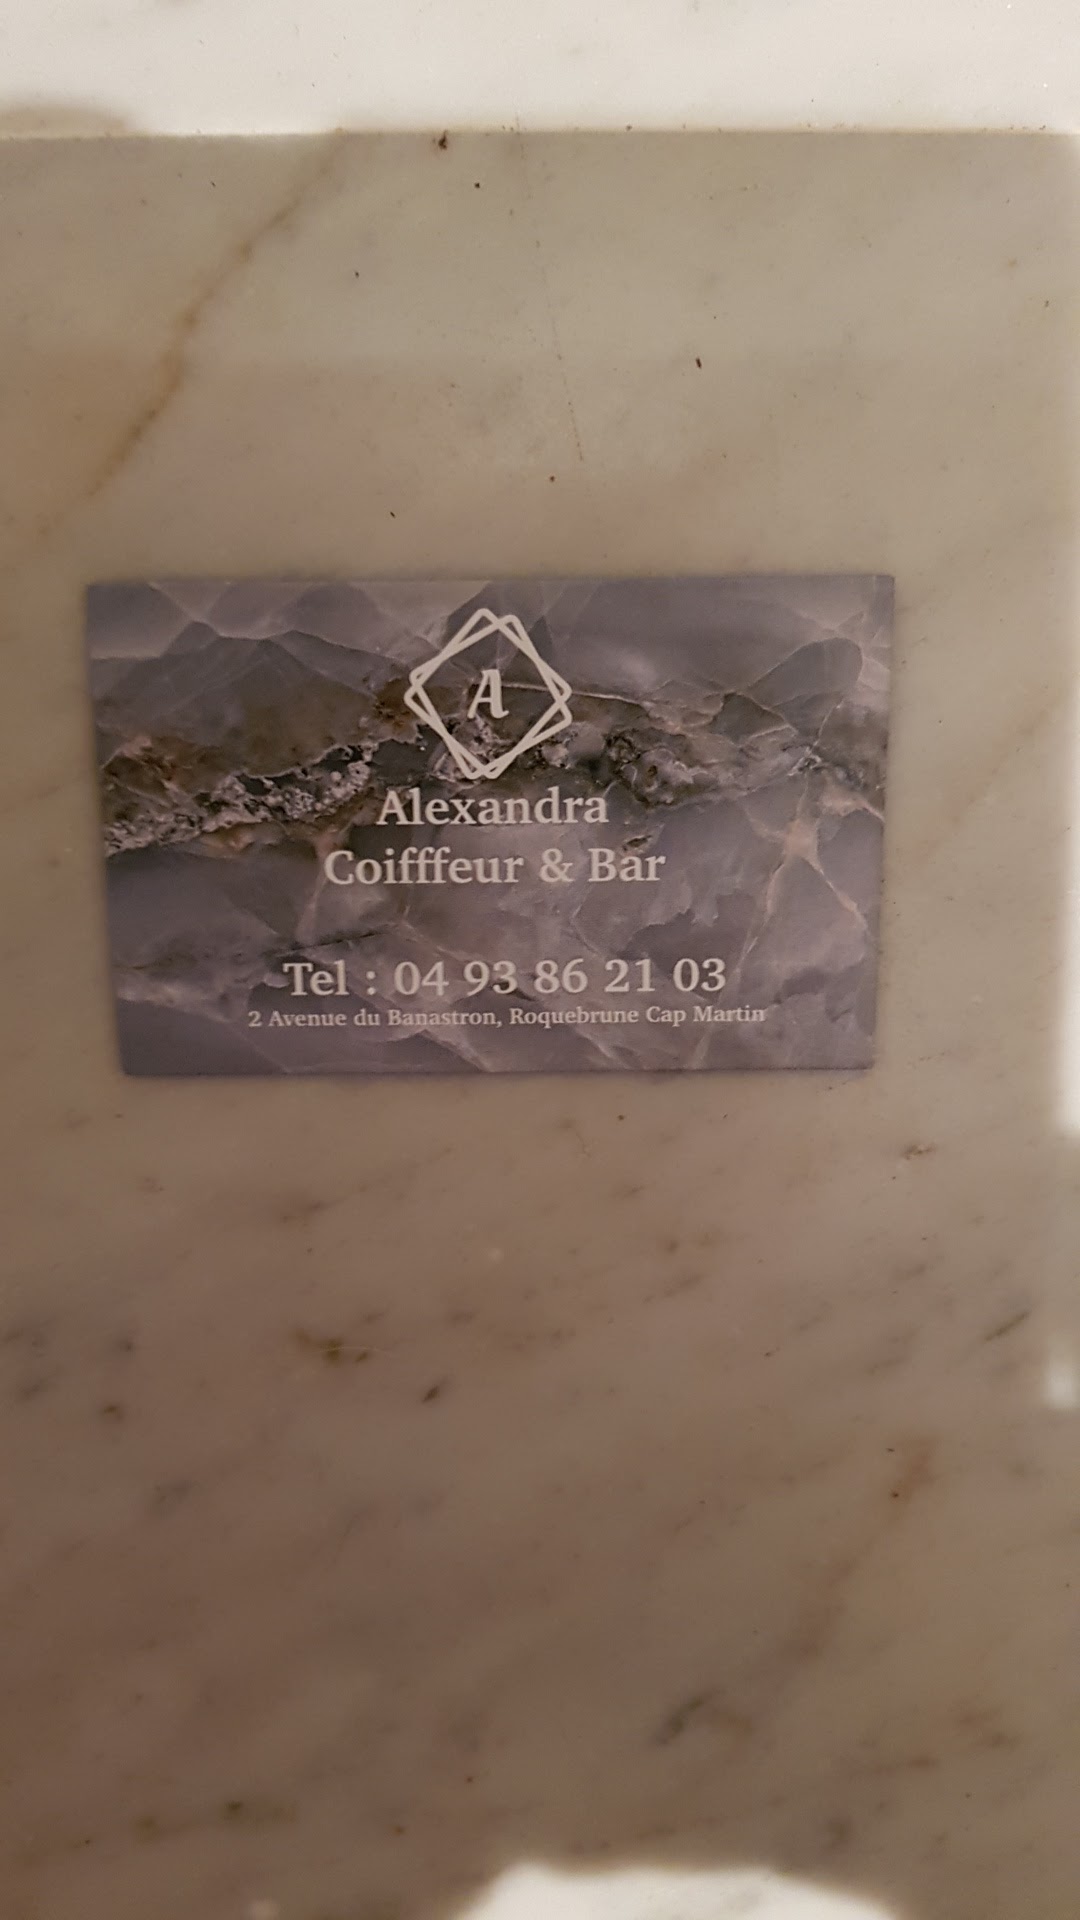 A
Alexandra
Coifffeur & Bar
Tel : 04 93 86 21 03
2 Avenue du Banastron, Roquebrune Cap Martin